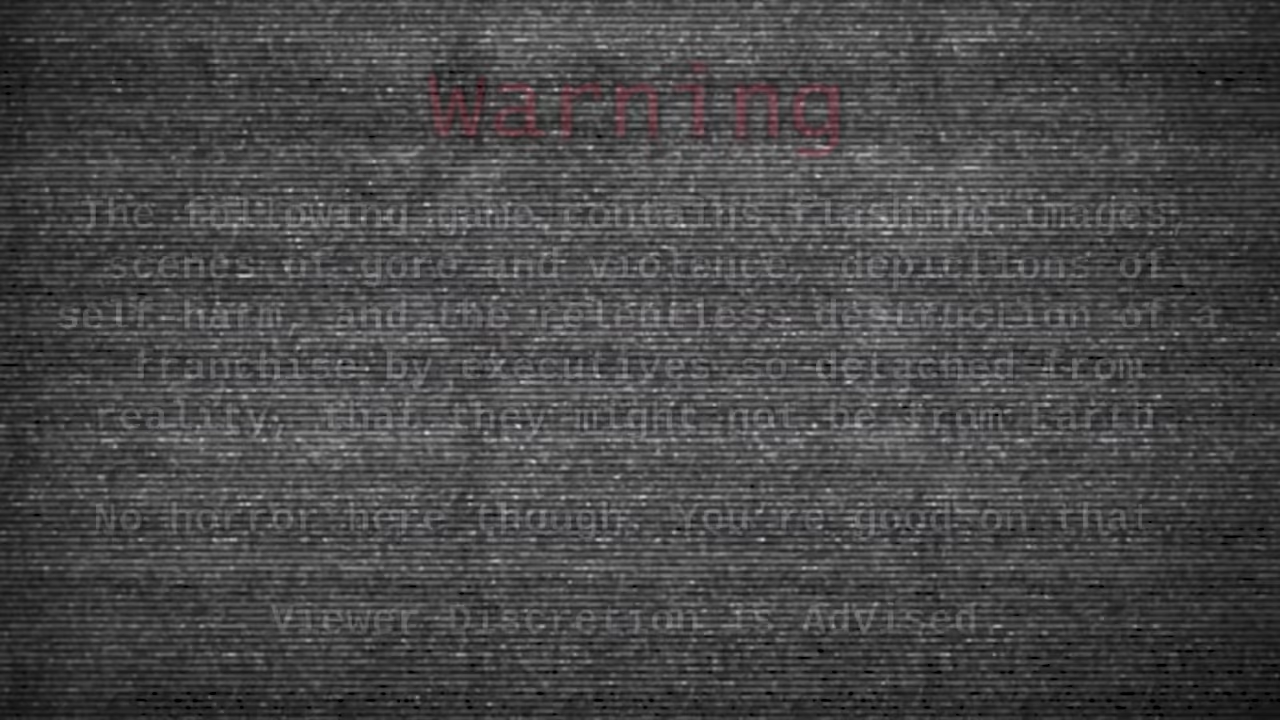 Warning
The following game contains flashing images,
scenes of gore and violence, depictions of
self-harm, and the relentless destruction of a
franchise by executives so detached from
reality, that they might not be from Earth.
No horror here though. You're good on that.
Viewer Discretion Is Advised